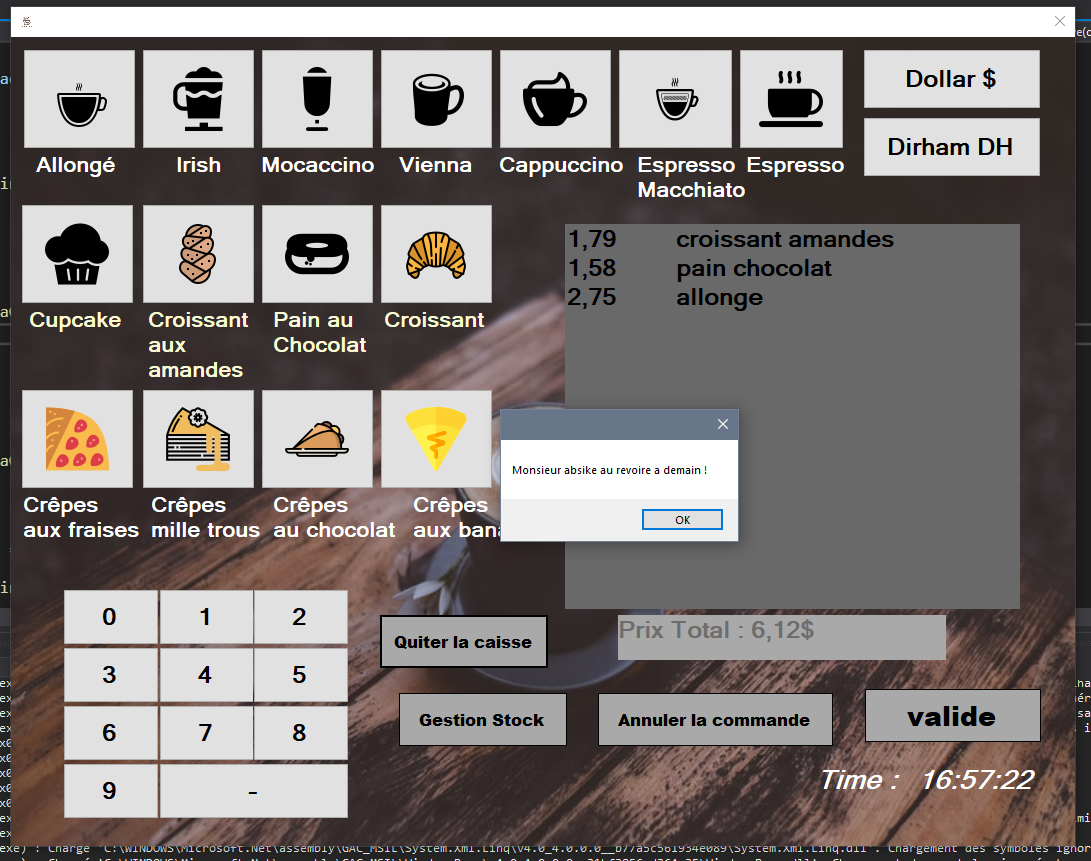 Dollar $
Dirham DH
Allongé Irish Mocaccino Vienna Cappuccino Espresso Macchiato Espresso
1,79 croissant amandes
1,58 pain chocolat
2,75 allonge
Cupcake Croissant aux amandes Pain au Chocolat Croissant
Monsieur absike au revoire a demain !
OK
Crêpes aux fraises Crêpes mille trous Crêpes au chocolat Crêpes
aux
0 1 2
3 4 5
6 7 8
9 -
Quiter la caisse
Prix Total : 6,12$
Gestion Stock
Annuler la commande
valide
Time : 16:57:22